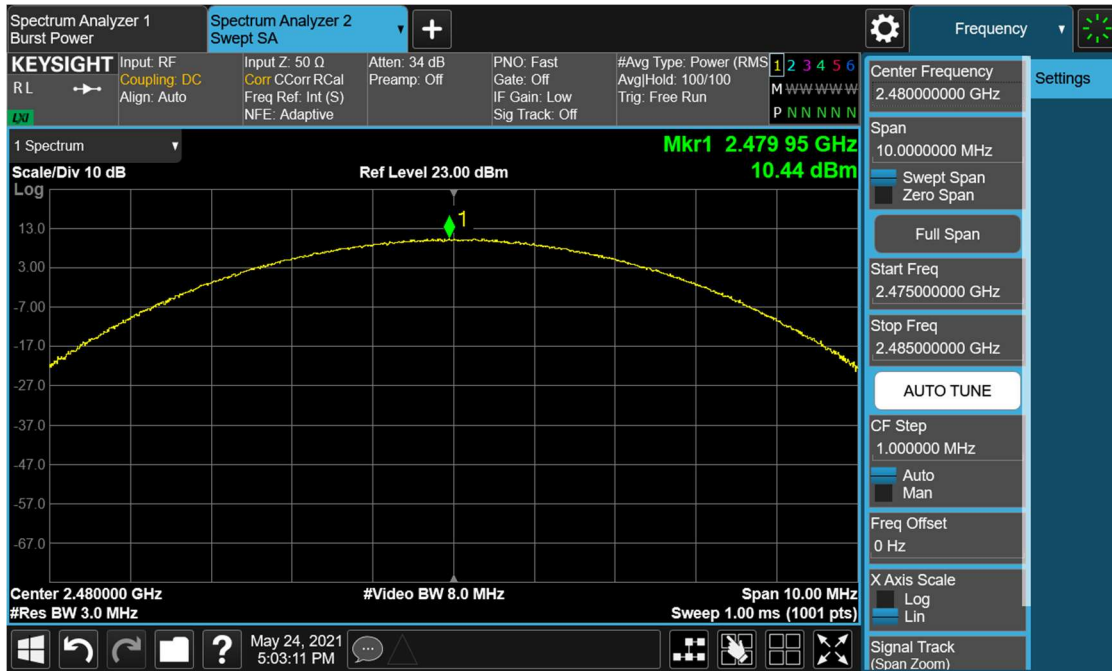 Spectrum Analyzer 1
Burst Power
Spectrum Analyzer 2
Swept SA
Frequency
KEYSIGHT
RL
LXI
Input: RF
Coupling: DC
Align: Auto
Input Z: 50 Ω
Corr CCorr RCal
Freq Ref: Int (S)
NFE: Adaptive
Atten: 34 dB
Preamp: Off
PNO: Fast
Gate: Off
IF Gain: Low
Sig Track: Off
#Avg Type: Power (RMS
Avg|Hold: 100/100
Trig: Free Run
1 2 3 4 5 6
M W W W W W
P N N N N N
1 Spectrum
Scale/Div 10 dB
Ref Level 23.00 dBm
Mkr1 2.479 95 GHz
10.44 dBm
Log
1
13.0
3.00
-7.00
-17.0
-27.0
-37.0
-47.0
-57.0
-67.0
Center 2.480000 GHz
#Video BW 8.0 MHz
Span 10.00 MHz
#Res BW 3.0 MHz
Sweep 1.00 ms (1001 pts)
?
May 24, 2021
5:03:11 PM
Center Frequency
2.480000000 GHz
Settings
Span
10.0000000 MHz
Swept Span
Zero Span
Full Span
Start Freq
2.475000000 GHz
Stop Freq
2.485000000 GHz
AUTO TUNE
CF Step
1.000000 MHz
Auto
Man
Freq Offset
0 Hz
X Axis Scale
Log
Lin
Signal Track
(Span Zoom)